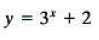 y = 3ˣ + 2